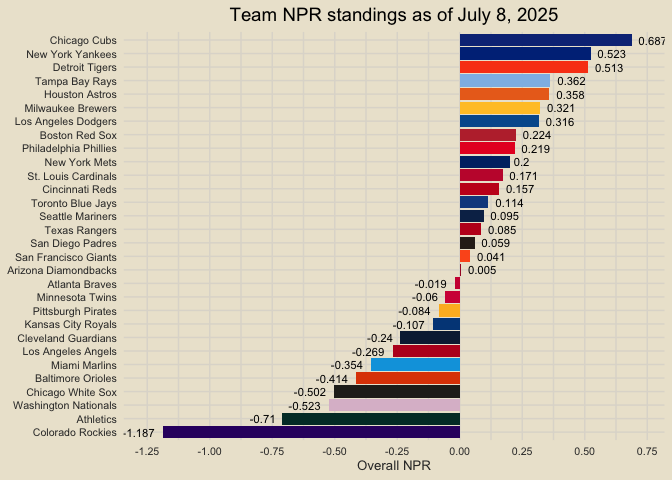 Team NPR standings as of July 8, 2025
Chicago Cubs 0.687
New York Yankees 0.523
Detroit Tigers 0.513
Tampa Bay Rays 0.362
Houston Astros 0.358
Milwaukee Brewers 0.321
Los Angeles Dodgers 0.316
Boston Red Sox 0.224
Philadelphia Phillies 0.219
New York Mets 0.2
St. Louis Cardinals 0.171
Cincinnati Reds 0.157
Toronto Blue Jays 0.114
Seattle Mariners 0.095
Texas Rangers 0.085
San Diego Padres 0.059
San Francisco Giants 0.041
Arizona Diamondbacks 0.005
Atlanta Braves -0.019
Minnesota Twins -0.06
Pittsburgh Pirates -0.084
Kansas City Royals -0.107
Cleveland Guardians -0.24
Los Angeles Angels -0.269
Miami Marlins -0.354
Baltimore Orioles -0.414
Chicago White Sox -0.502
Washington Nationals -0.523
Athletics -0.71
Colorado Rockies -1.187
-1.25 -1.00 -0.75 -0.50 -0.25 0.00 0.25 0.50 0.75
Overall NPR